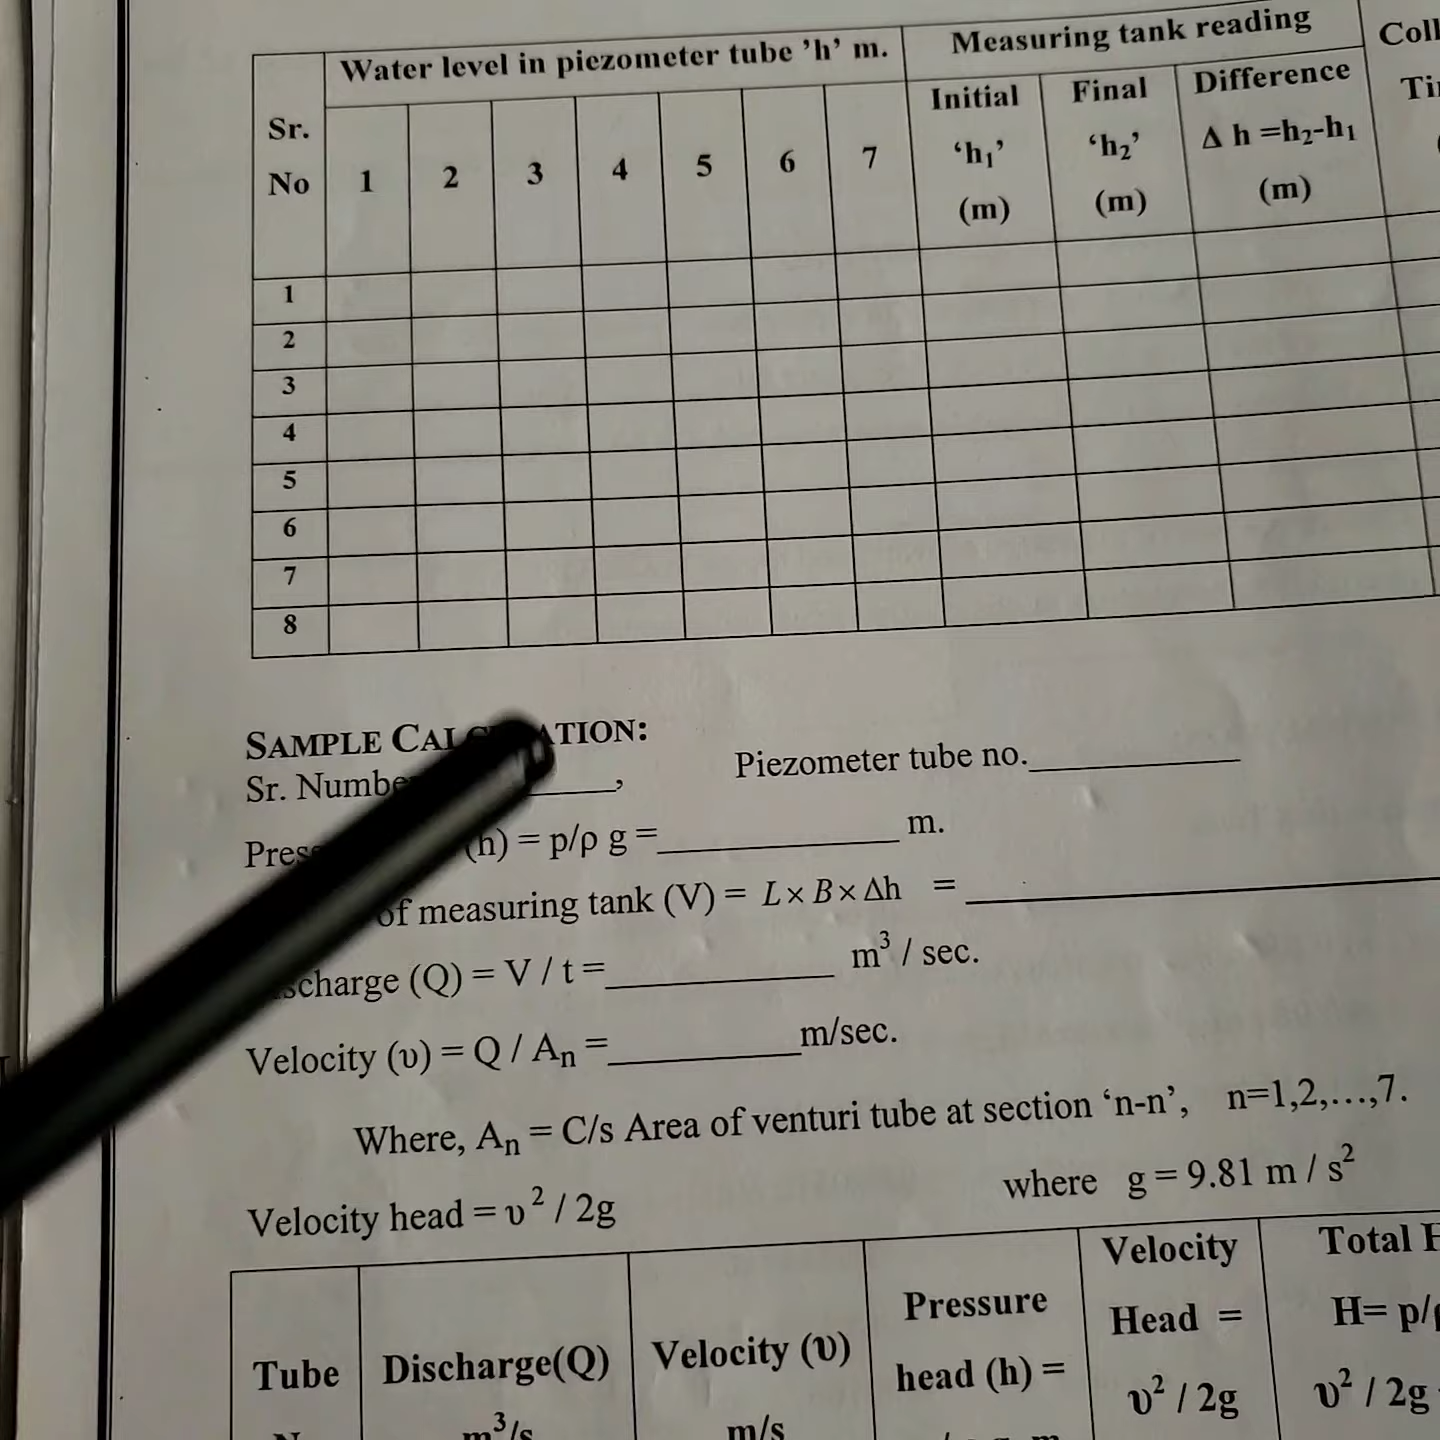 Water level in piezometer tube 'h' m. Measuring tank reading
Sr. No 1 2 3 4 5 6 7 Initial 'h₁' (m) Final 'h₂' (m) Difference Δ h =h₂-h₁ (m)
1
2
3
4
5
6
7
8
SAMPLE TION:
Sr. ,
Piezometer tube no.
(h) = p/ρ g = m.
of measuring tank (V) = L× B× Δh =
(Q) = V / t = m³ / sec.
Velocity (υ) = Q / Aₙ = m/sec.
Where, Aₙ = C/s Area of venturi tube at section 'n-n', n=1,2,...,7.
Velocity head = υ² / 2g where g = 9.81 m / s²
Tube Discharge(Q) m³/s Velocity (υ) m/s Pressure head (h) = Velocity Head = υ² / 2g Total H= υ² / 2g